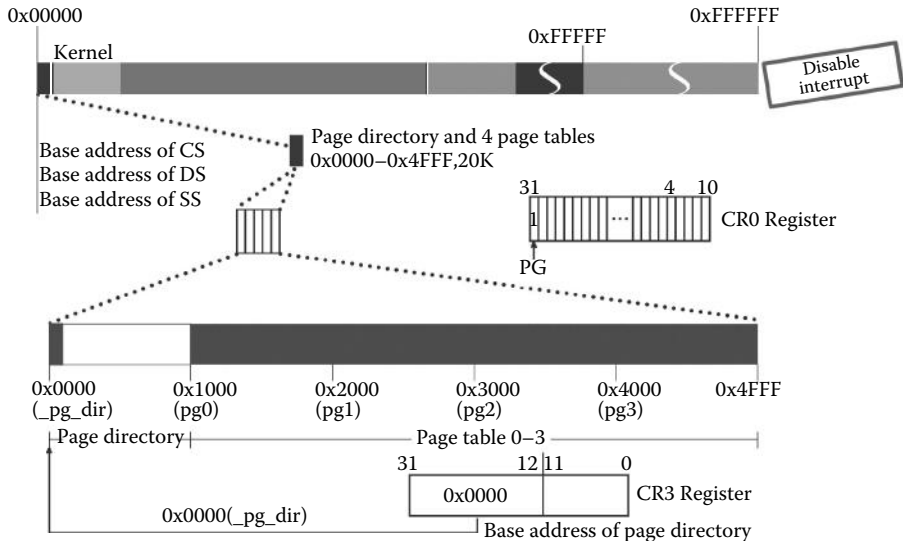 0x00000
0xFFFFFF
Kernel
0xFFFFF
Disable
interrupt
Page directory and 4 page tables
0x0000–0x4FFF,20K
Base address of CS
Base address of DS
Base address of SS
31
4
10
1
...
CR0 Register
PG
0x0000
(_pg_dir)
0x1000
(pg0)
0x2000
(pg1)
0x3000
(pg2)
0x4000
(pg3)
0x4FFF
Page directory
Page table 0–3
31
12
11
0
0x0000
CR3 Register
0x0000(_pg_dir)
Base address of page directory